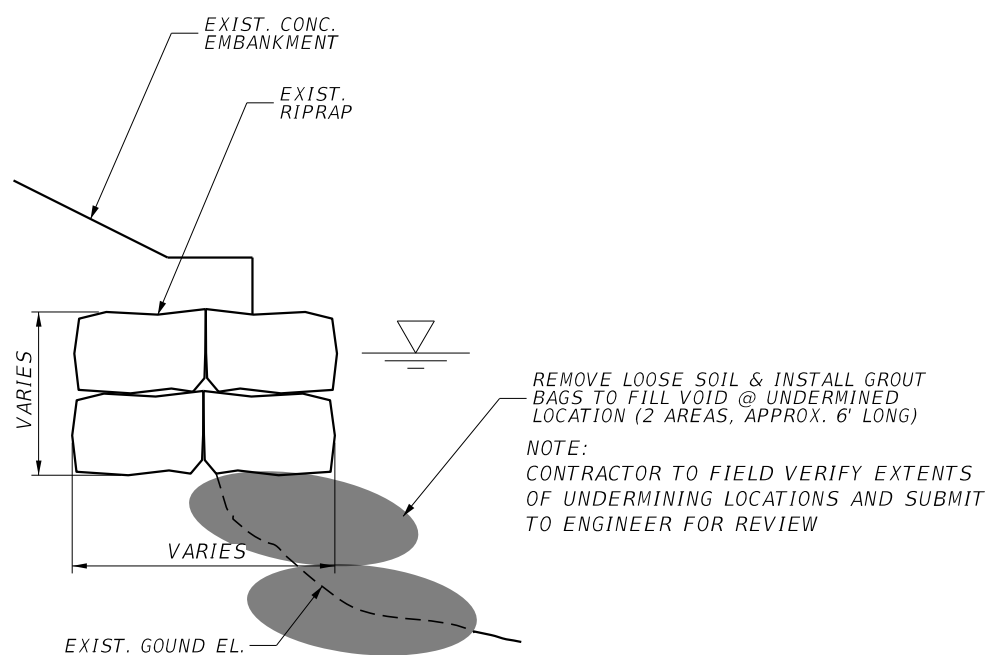 EXIST. CONC.
EMBANKMENT
EXIST.
RIPRAP
VARIES
REMOVE LOOSE SOIL & INSTALL GROUT
BAGS TO FILL VOID @ UNDERMINED
LOCATION (2 AREAS, APPROX. 6' LONG)
NOTE:
CONTRACTOR TO FIELD VERIFY EXTENTS
OF UNDERMINING LOCATIONS AND SUBMIT
TO ENGINEER FOR REVIEW
VARIES
EXIST. GOUND EL.